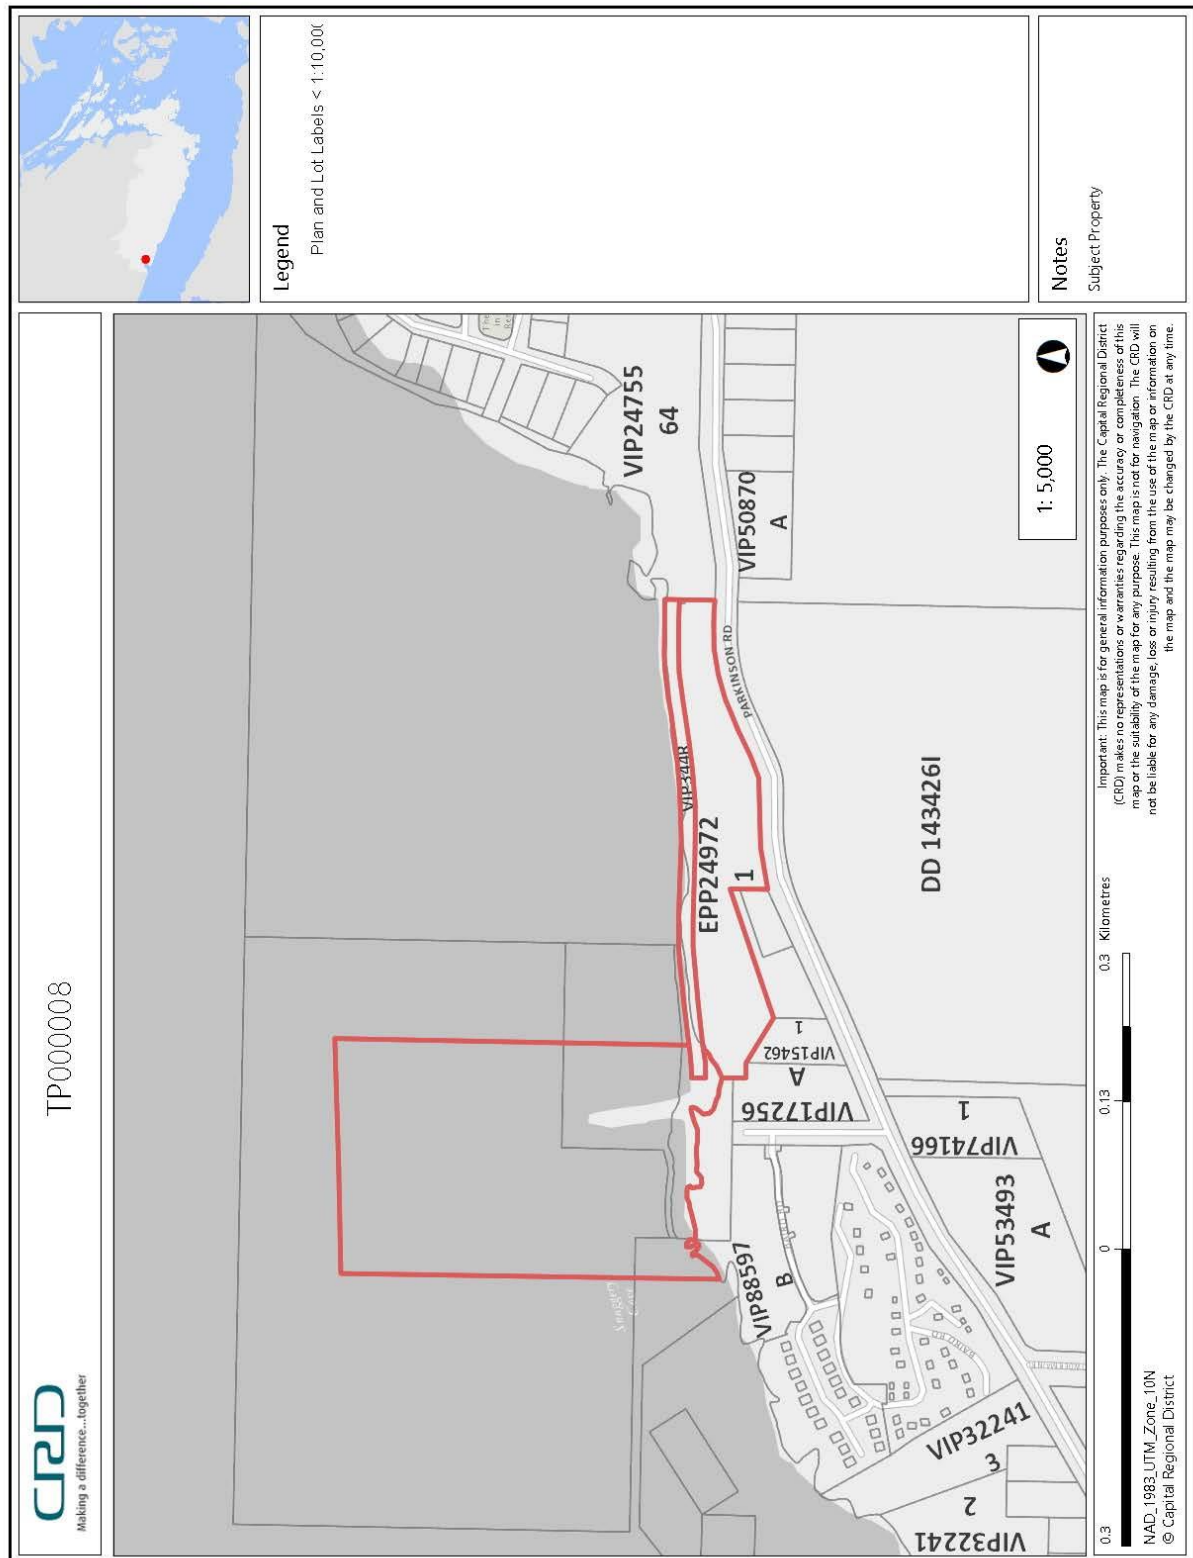 CRD
Making a difference...together
TP000008
Legend
Plan and Lot Labels < 1:10,00(
Notes
Subject Property
VIP24755
64
VIP50870
A
PARKINSON RD
VIP344R
EPP24972
1
DD 143426I
VIP15462
1
VIP17256
A
VIP74166
1
VIP53493
A
VIP88597
B
BAIRD RD
VIP32241
3
VIP32241
2
1: 5,000
0.3
0
0.13
0.3
Kilometres
NAD_1983_UTM_Zone_10N
© Capital Regional District
Important: This map is for general information purposes only. The Capital Regional District
(CRD) makes no representations or warranties regarding the accuracy or completeness of this
map or the suitability of the map for any purpose. This map is not for navigation. The CRD will
not be liable for any damage, loss or injury resulting from the use of the map or information on
the map and the map may be changed by the CRD at any time.